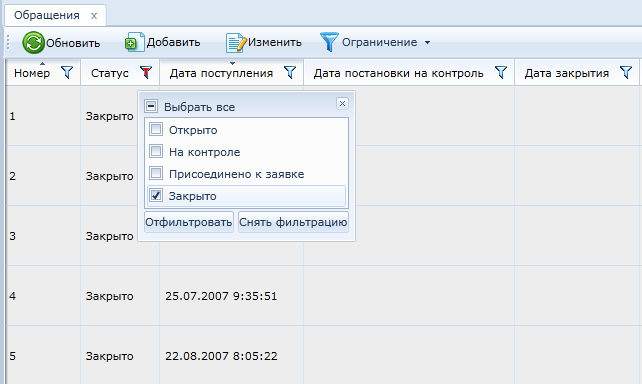 Обращения x
Обновить Добавить Изменить Ограничение
Номер Статус Дата поступления Дата постановки на контроль Дата закрытия
Выбрать все
1 Закрыто
Открыто
На контроле
2 Закрыто
Присоединено к заявке
Закрыто
Отфильтровать Снять фильтрацию
3 Закрыто
4 Закрыто 25.07.2007 9:35:51
5 Закрыто 22.08.2007 8:05:22